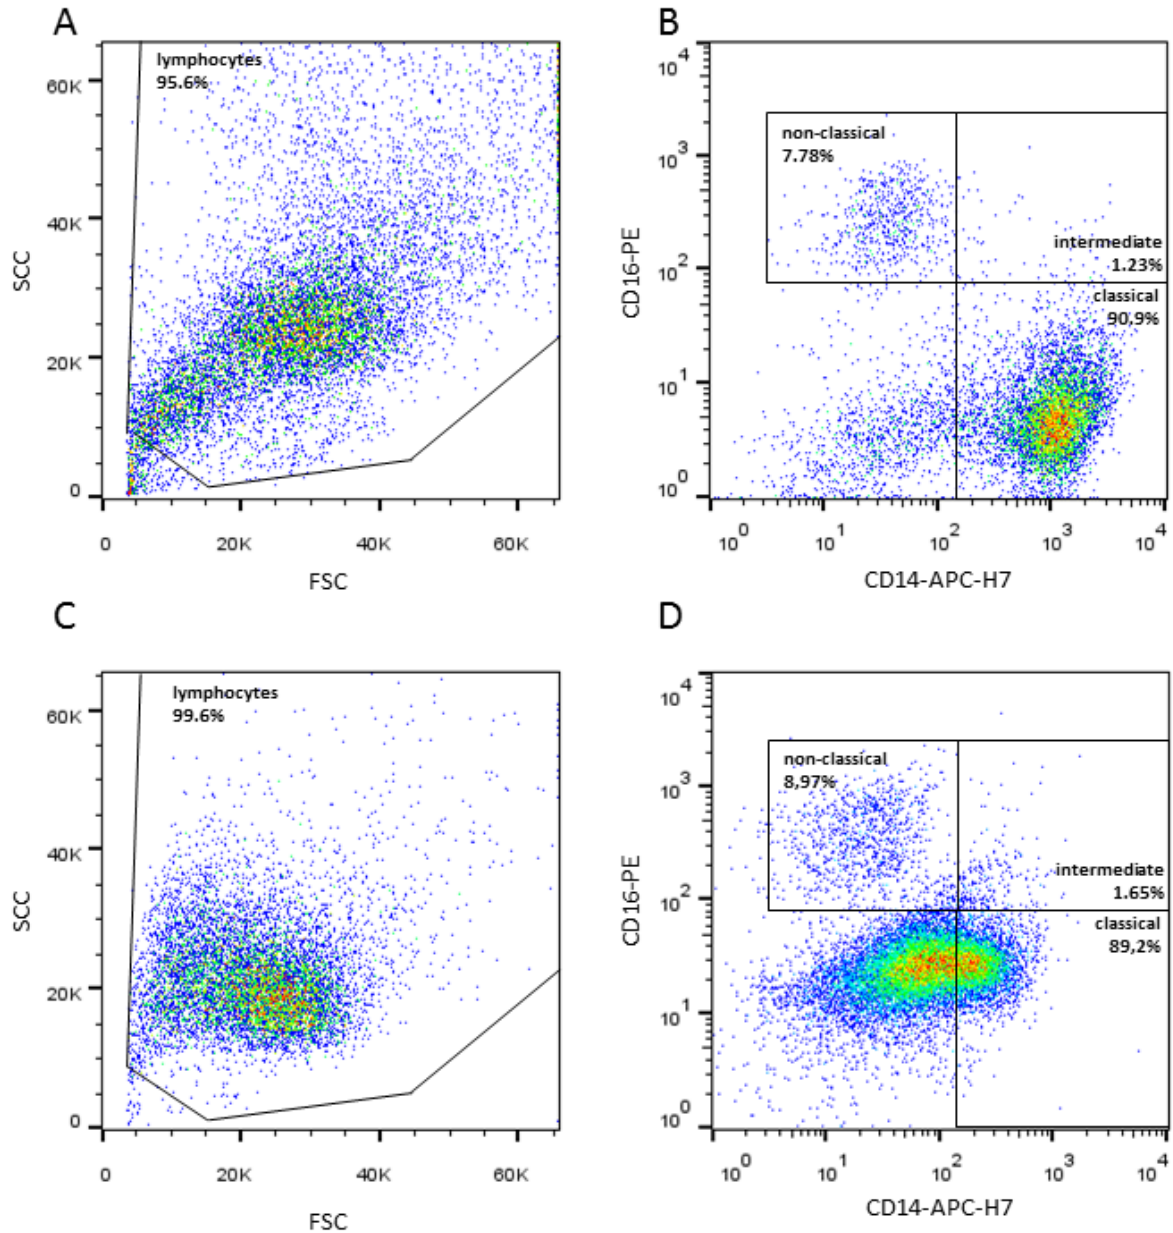 A
lymphocytes
95.6%
60K
40K
20K
0
SCC
0 20K 40K 60K
FSC
B
10^4
10^3
10^2
10^1
10^0
CD16-PE
non-classical
7.78%
intermediate
1.23%
classical
90,9%
10^0 10^1 10^2 10^3 10^4
CD14-APC-H7
C
lymphocytes
99.6%
60K
40K
20K
0
SCC
0 20K 40K 60K
FSC
D
10^4
10^3
10^2
10^1
10^0
CD16-PE
non-classical
8,97%
intermediate
1.65%
classical
89,2%
10^0 10^1 10^2 10^3 10^4
CD14-APC-H7